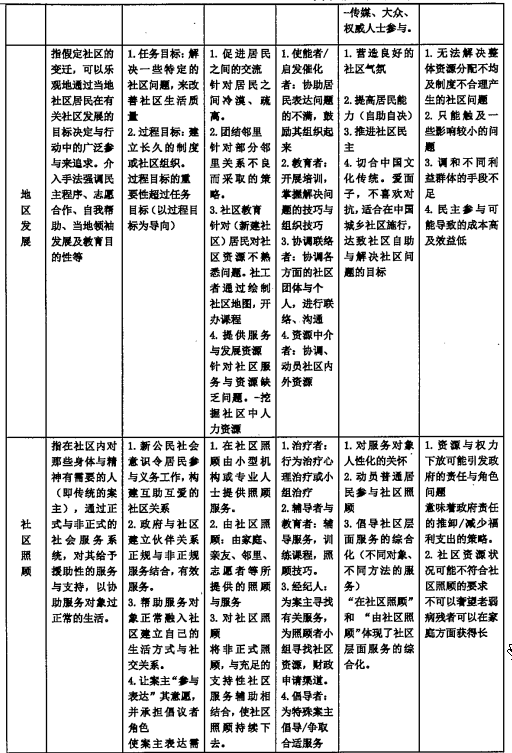 -传媒、大众、
权威人士参与。
地
区
发
展
指假定社区的
变迁，可以乐
观地通过当地
社区居民在有
关社区发展的
目标决定与行
动中的广泛参
与来追求。介
入手法强调民
主程序、志愿
合作、自我帮
助、当地领袖
发展及教育目
的性等
1.任务目标：解
决一些特定的
社区问题，来改
善社区生活质
量
2.过程目标：建
立长久的制度
或社区组织。
过程目标的重
要性超过任务
目标（以过程目
标为导向）
1. 促进居民
之间的交流
针对居民之
间冷漠、疏
离。
2.团结邻里
针对部分邻
里关系不良
而采取的策
略。
3.社区教育
针对（新建社
区）居民对社
区资源不熟
悉问题。社工
者通过绘制
社区地图，开
办课程
4. 提供服务
与发展资源
针对社区服
务与资源缺
乏问题。-挖
掘社区中人
力资源
1.使能者/
启发催化
者：协助居
民表达问题
的不满，鼓
励其组织起
来
2.教育者：
开展培训，
掌握解决问
题的技巧与
组织技巧
3.协调联络
者：协调各
方面的社区
团体与个
人，进行联
络、沟通
4.资源中介
者：协调、
动员社区内
外资源
1. 营造良好的
社区气氛
2. 提高居民能
力（自助自决）
3. 推进社区民
主
4. 切合中国文
化传统。爱面
子，不喜欢对
抗，适合在中国
城乡社区施行，
达致社区自助
与解决社区问
题的目标
1. 无法解决整
体资源分配不均
及制度不合理产
生的社区问题
2. 只能触及一
些影响较小的问
题
3. 调和不同利
益群体的手段不
足
4. 民主参与可
能导致的成本高
及效益低
社
区
照
顾
指在社区内对
那些身体与精
神有需要的人
（即传统的案
主），通过正
式与非正式的
社会服务系
统，对其给予
援助性的服务
与支持，以协
助服务对象过
正常的生活。
1. 新公民社会
意识令居民参
与义务工作，构
建互助互爱的
社区关系
2. 政府与社区
建立伙伴关系
正规与非正规
服务结合，有效
服务。
3. 帮助服务对
象正常融入社
区建立自己的
生活方式与社
交关系。
4.让案主“参与
表达”其意愿，
并承担倡议者
角色
使案主表达需
1. 在社区照
顾由小型机
构或专业人
士提供照顾
服务。
2. 由社区照
顾：由家庭、
亲友、邻里、
志愿者等所
提供的照顾
与服务
3. 对社区照
顾
将非正式照
顾，与充足的
支持性社区
服务辅助相
结合，使社区
照顾持续下
去。
1.治疗者：
行为治疗心
理治疗或小
组治疗
2.辅导者与
教育者：辅
导服务，训
练课程，照
顾技巧。
3.经纪人：
为案主寻找
有关服务，
为照顾者小
组寻找社区
资源，财政
申请渠道。
4.倡导者：
为特殊案主
倡导/争取
合适服务
1. 对服务对象
人性化的关怀
2. 动员普通居
民参与社区照
顾
3. 倡导社区层
面服务的综合
化（不同对象、
不同方法的服
务）
“在社区照顾”
和 “由社区照
顾”体现了社区
层面服务的综
合化。
1. 资源与权力
下放可能引发政
府的责任与角色
问题
意味着政府责任
的推卸/减少福
利支出的策略。
2. 社区资源状
况可能不符合社
区照顾的要求
不可以奢望老弱
病残者可以在家
庭方面获得长